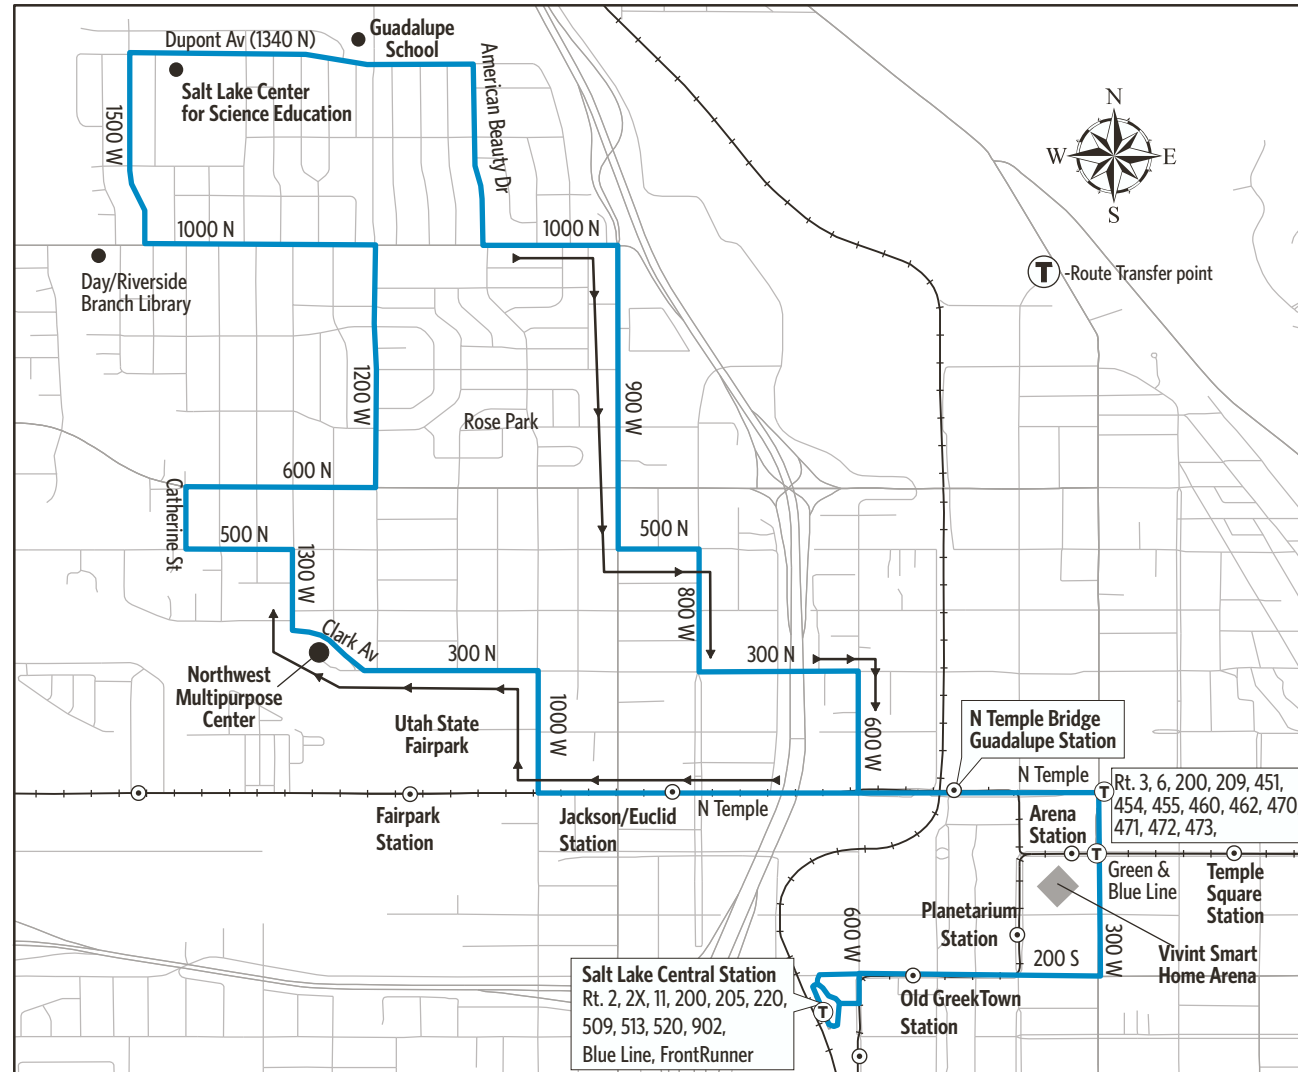 Dupont Av (1340 N)
Guadalupe
School
American Beauty Dr
Salt Lake Center
for Science Education
1500 W
N
W
E
S
1000 N
1000 N
Day/Riverside
Branch Library
T
-Route Transfer point
1200 W
900 W
Rose Park
600 N
Catherine St
500 N
500 N
1300 W
800 W
Clark Av
300 N
300 N
Northwest
Multipurpose
Center
1000 W
600 W
Utah State
Fairpark
N Temple Bridge
Guadalupe Station
N Temple
T
Rt. 3, 6, 200, 209, 451,
454, 455, 460, 462, 470,
471, 472, 473,
Fairpark
Station
Jackson/Euclid
Station
N Temple
Arena
Station
T
Green &
Blue Line
Temple
Square
Station
Planetarium
Station
600 W
300 W
200 S
Vivint Smart
Home Arena
Salt Lake Central Station
Rt. 2, 2X, 11, 200, 205, 220,
509, 513, 520, 902,
Blue Line, FrontRunner
T
Old GreekTown
Station